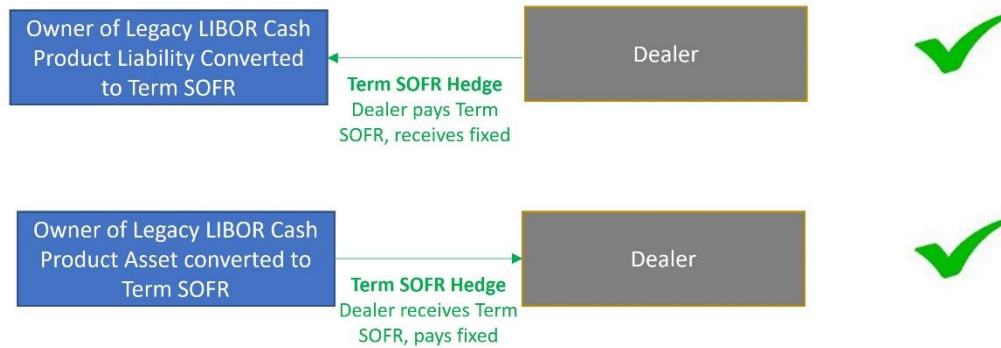 Owner of Legacy LIBOR Cash
Product Liability Converted
to Term SOFR
Dealer
Term SOFR Hedge
Dealer pays Term
SOFR, receives fixed
Owner of Legacy LIBOR Cash
Product Asset converted to
Term SOFR
Dealer
Term SOFR Hedge
Dealer receives Term
SOFR, pays fixed